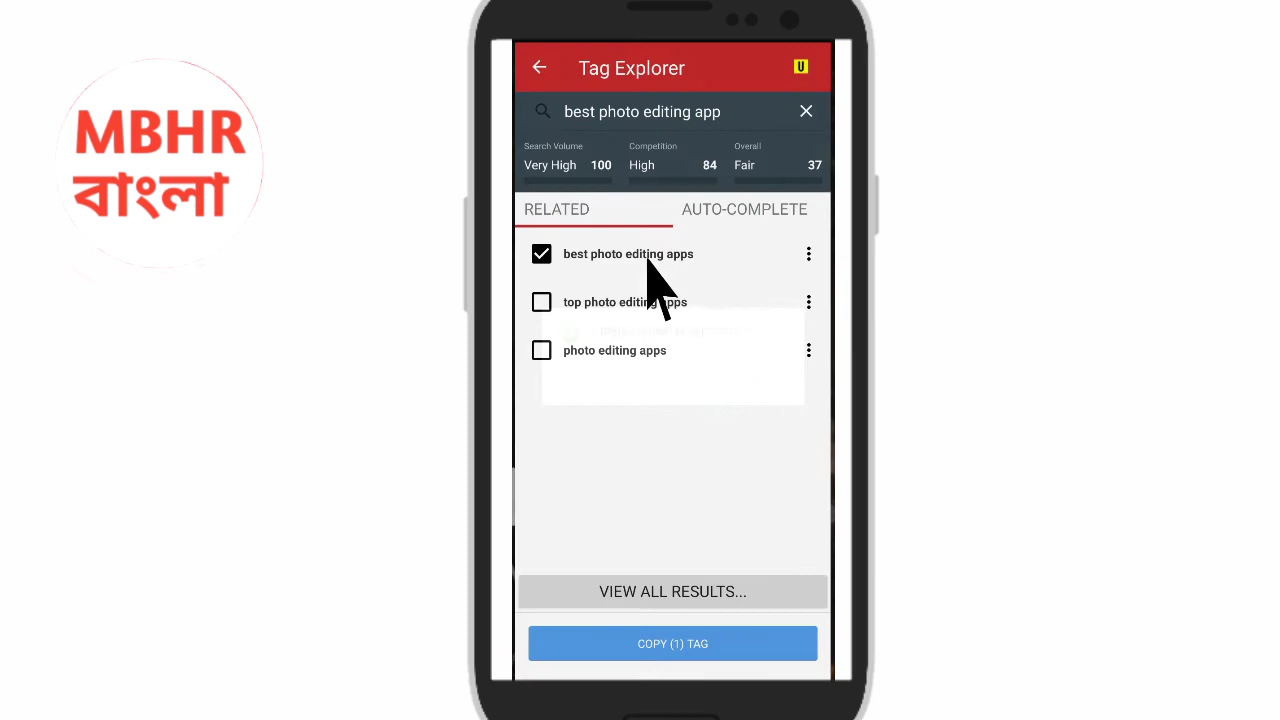 MBHR
বাংলা
Tag Explorer
U
best photo editing app
Search Volume Competition Overall
Very High 100 High 84 Fair 37
RELATED AUTO-COMPLETE
best photo editing apps
top photo editing apps
photo editing apps
VIEW ALL RESULTS...
COPY (1) TAG